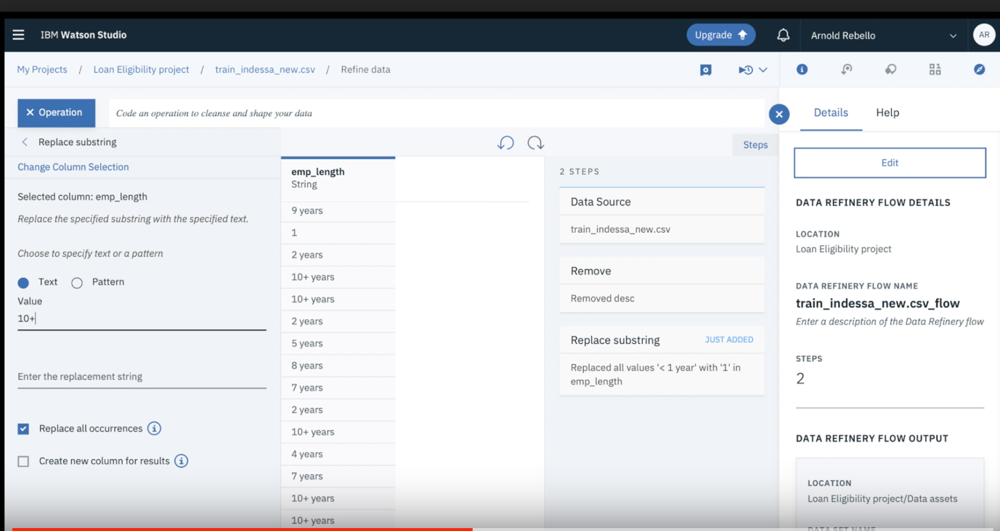 IBM Watson Studio
Upgrade
Arnold Rebello
AR
My Projects / Loan Eligibility project / train_indessa_new.csv / Refine data
Operation
Code an operation to cleanse and shape your data
Replace substring
Change Column Selection
Selected column: emp_length
Replace the specified substring with the specified text.
Choose to specify text or a pattern
Text
Pattern
Value
10+
Enter the replacement string
Replace all occurrences
Create new column for results
emp_length
String
9 years
1
2 years
10+ years
10+ years
2 years
5 years
8 years
7 years
2 years
10+ years
4 years
7 years
10+ years
10+ years
Steps
2 STEPS
Data Source
train_indessa_new.csv
Remove
Removed desc
Replace substring
JUST ADDED
Replaced all values '< 1 year' with '1' in
emp_length
Details
Help
Edit
DATA REFINERY FLOW DETAILS
LOCATION
Loan Eligibility project
DATA REFINERY FLOW NAME
train_indessa_new.csv_flow
Enter a description of the Data Refinery flow
STEPS
2
DATA REFINERY FLOW OUTPUT
LOCATION
Loan Eligibility project/Data assets
DATA SET NAME